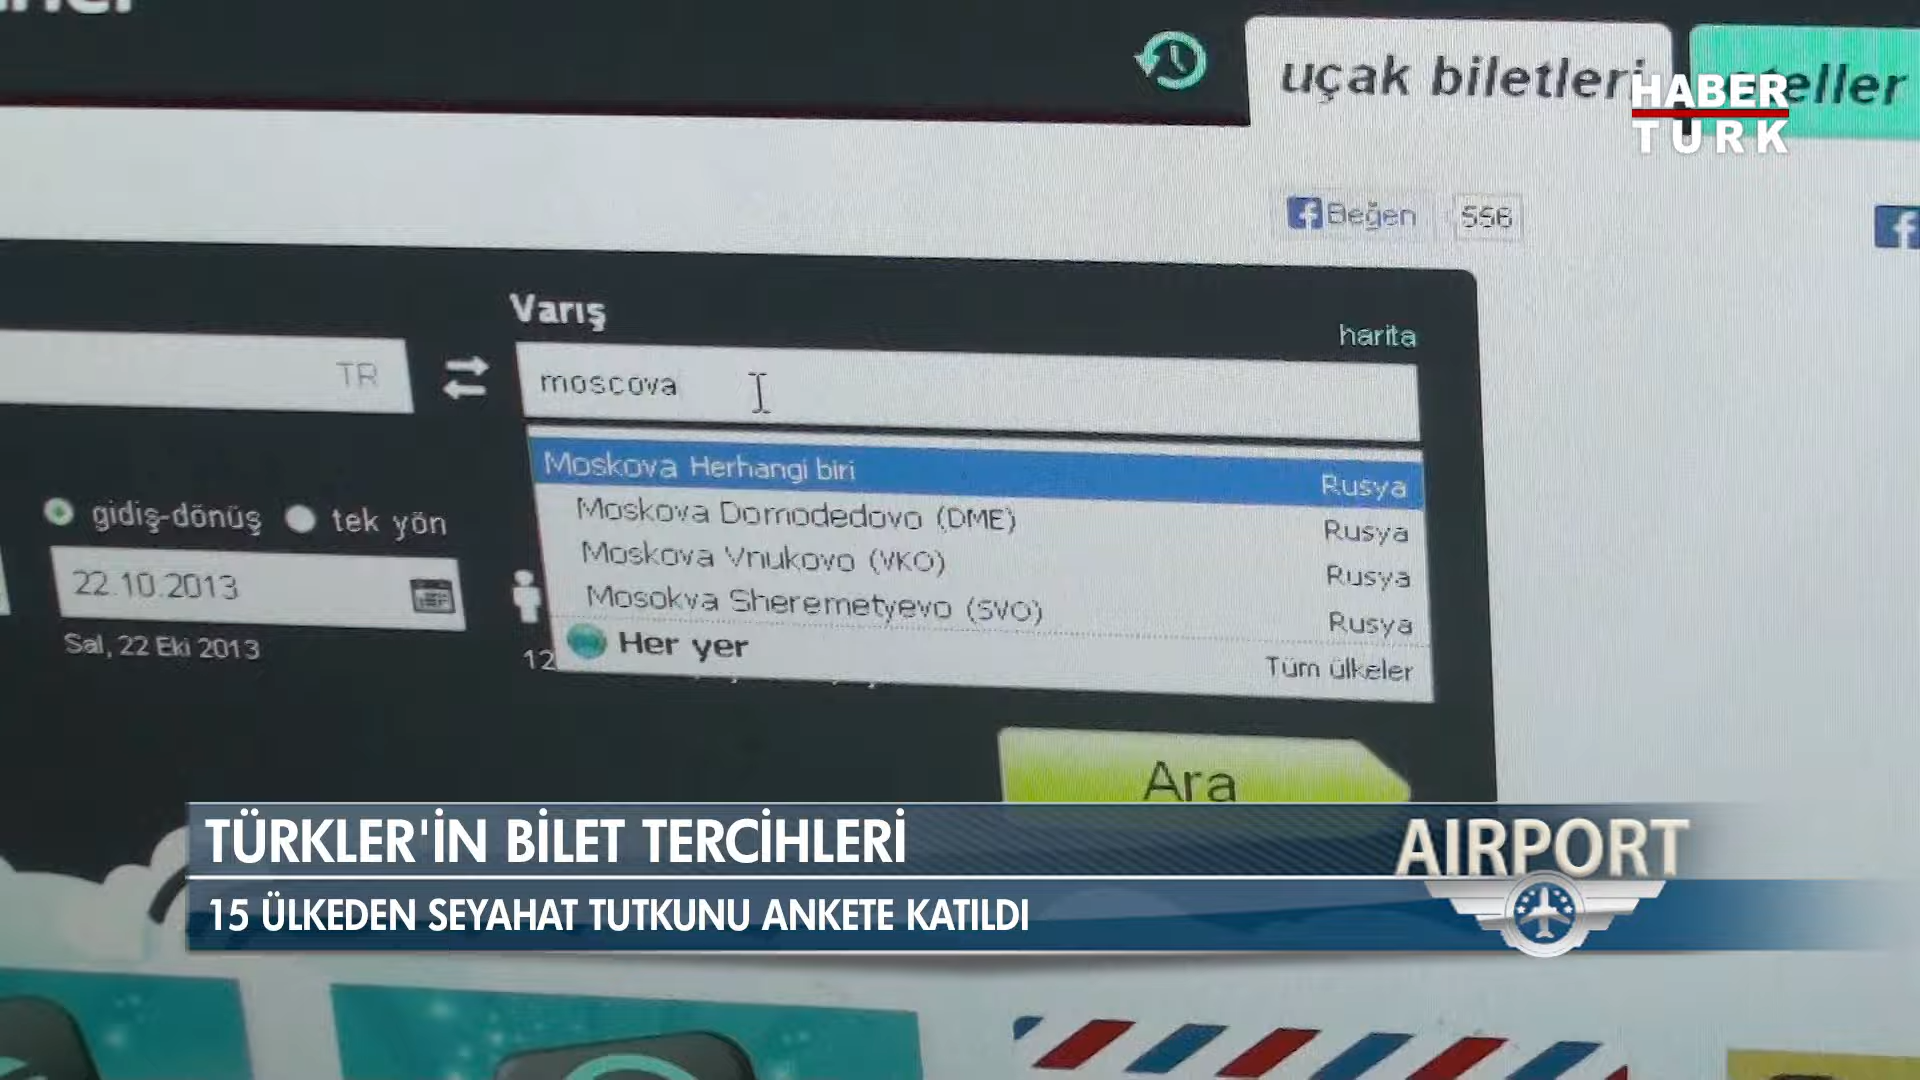 uçak biletleri
HABER
TURK
Beğen 556
Varış
harita
TR
moscova
Moskova Herhangi biri Rusya
Moskova Domodedovo (DME) Rusya
Moskova Vnukovo (VKO) Rusya
Mosokva Sheremetyevo (SVO) Rusya
Her yer Tüm ülkeler
gidiş-dönüş tek yön
22.10.2013
Sal, 22 Eki 2013
12
Ara
TÜRKLER'İN BİLET TERCİHLERİ
AIRPORT
15 ÜLKEDEN SEYAHAT TUTKUNU ANKETE KATILDI